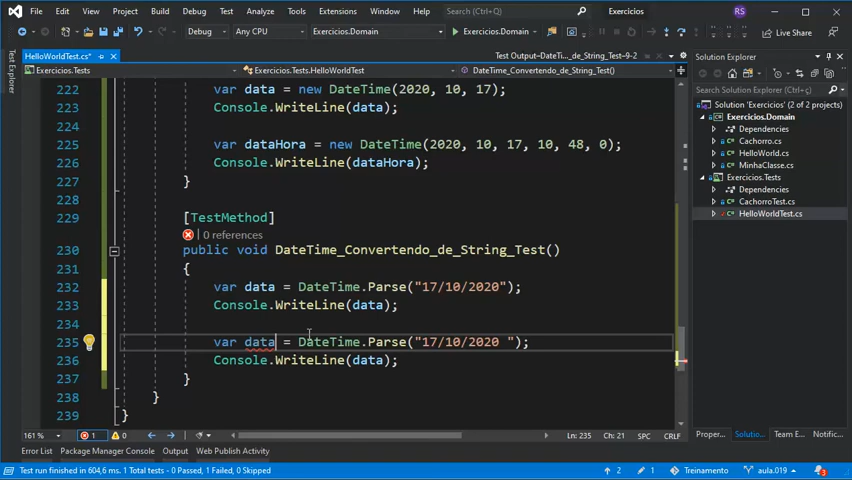 File Edit View Git Project Build Debug Test Analyze Tools Extensions Window Help Search (Ctrl+Q) Exercicios RS
Debug Any CPU Exercicios.Domain Exercicios.Domain Live Share
Test Explorer
HelloWorldTest.cs* Test Output=DateTi..._de_String_Test=9-2
Exercicios.Tests Exercicios.Tests.HelloWorldTest DateTime_Convertendo_de_String_Test()
222 var data = new DateTime(2020, 10, 17);
223 Console.WriteLine(data);
224
225 var dataHora = new DateTime(2020, 10, 17, 10, 48, 0);
226 Console.WriteLine(dataHora);
227 }
228
229 [TestMethod]
0 references
230 public void DateTime_Convertendo_de_String_Test()
231 {
232 var data = DateTime.Parse("17/10/2020");
233 Console.WriteLine(data);
234
235 var data = DateTime.Parse("17/10/2020 ");
236 Console.WriteLine(data);
237 }
238 }
239 }
161 % 1 0 Ln: 235 Ch: 21 SPC CRLF
Solution Explorer
Search Solution Explorer (Ctrl+ç)
Solution 'Exercicios' (2 of 2 projects)
Exercicios.Domain
Dependencies
Cachorro.cs
HelloWorld.cs
MinhaClasse.cs
Exercicios.Tests
Dependencies
CachorroTest.cs
HelloWorldTest.cs
Proper... Solutio... Team E... Notific...
Error List Package Manager Console Output Web Publish Activity
Test run finished in 604,6 ms. 1 Total tests - 0 Passed, 1 Failed, 0 Skipped 2 1 Treinamento aula.019 3